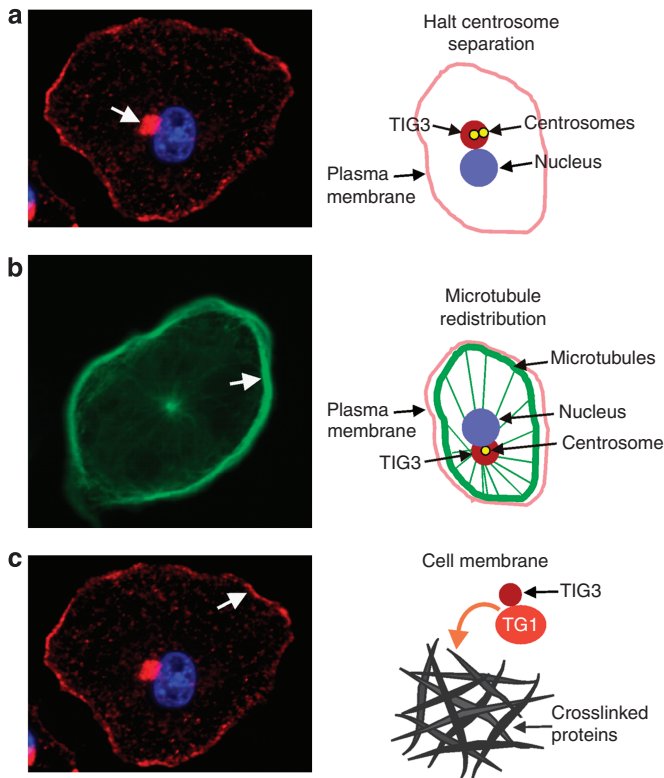 a
Halt centrosome
separation
TIG3
Centrosomes
Nucleus
Plasma
membrane
b
Microtubule
redistribution
Microtubules
Plasma
membrane
Nucleus
Centrosome
TIG3
c
Cell membrane
TIG3
TG1
Crosslinked
proteins